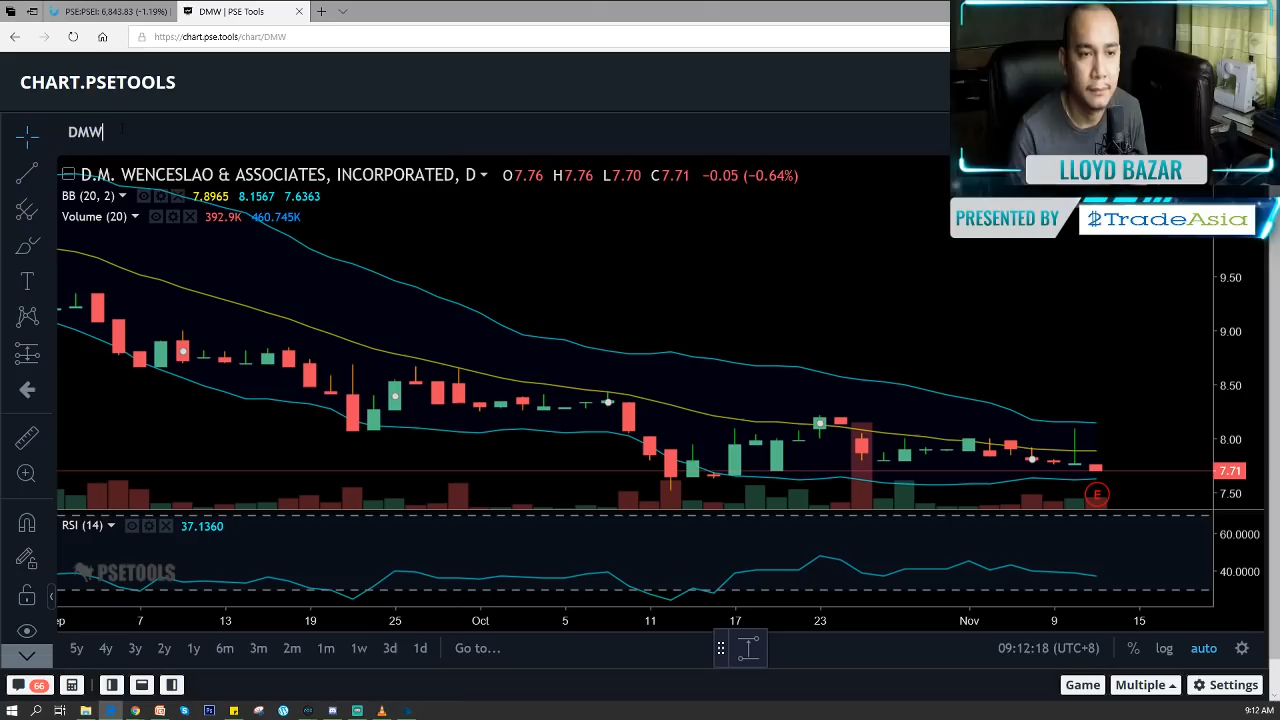 PSE:PSEI: 6,843.83 (-1.19%)
DMW | PSE Tools
https://chart.pse.tools/chart/DMW
CHART.PSETOOLS
DMW
D.M. WENCESLAO & ASSOCIATES, INCORPORATED, D
O7.76 H7.76 L7.70 C7.71 −0.05 (−0.64%)
BB (20, 2) 7.8965 8.1567 7.6363
Volume (20) 392.9K 460.745K
LLOYD BAZAR
PRESENTED BY
TradeAsia
9.50
9.00
8.50
8.00
7.71
7.50
E
RSI (14) 37.1360
60.0000
40.0000
PSETOOLS
ep 7 13 19 25 Oct 5 11 17 23 Nov 9 15
5y 4y 3y 2y 1y 6m 3m 2m 1m 1w 3d 1d Go to...
09:12:18 (UTC+8) % log auto
66
Game Multiple Settings
9:12 AM